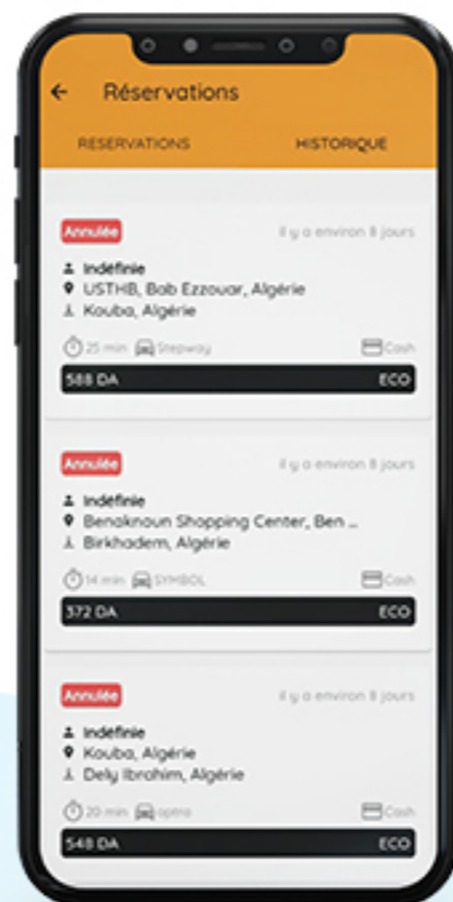 Réservations
RESERVATIONS HISTORIQUE
Annulée il y a environ 8 jours
Indéfinie
USTHB, Bab Ezzouar, Algérie
Kouba, Algérie
25 min Stepway Cash
588 DA ECO
Annulée il y a environ 8 jours
Indéfinie
Benaknoun Shopping Center, Ben ...
Birkhadem, Algérie
14 min SYMBOL Cash
372 DA ECO
Annulée il y a environ 8 jours
Indéfinie
Kouba, Algérie
Dely Ibrahim, Algérie
20 min optra Cash
548 DA ECO